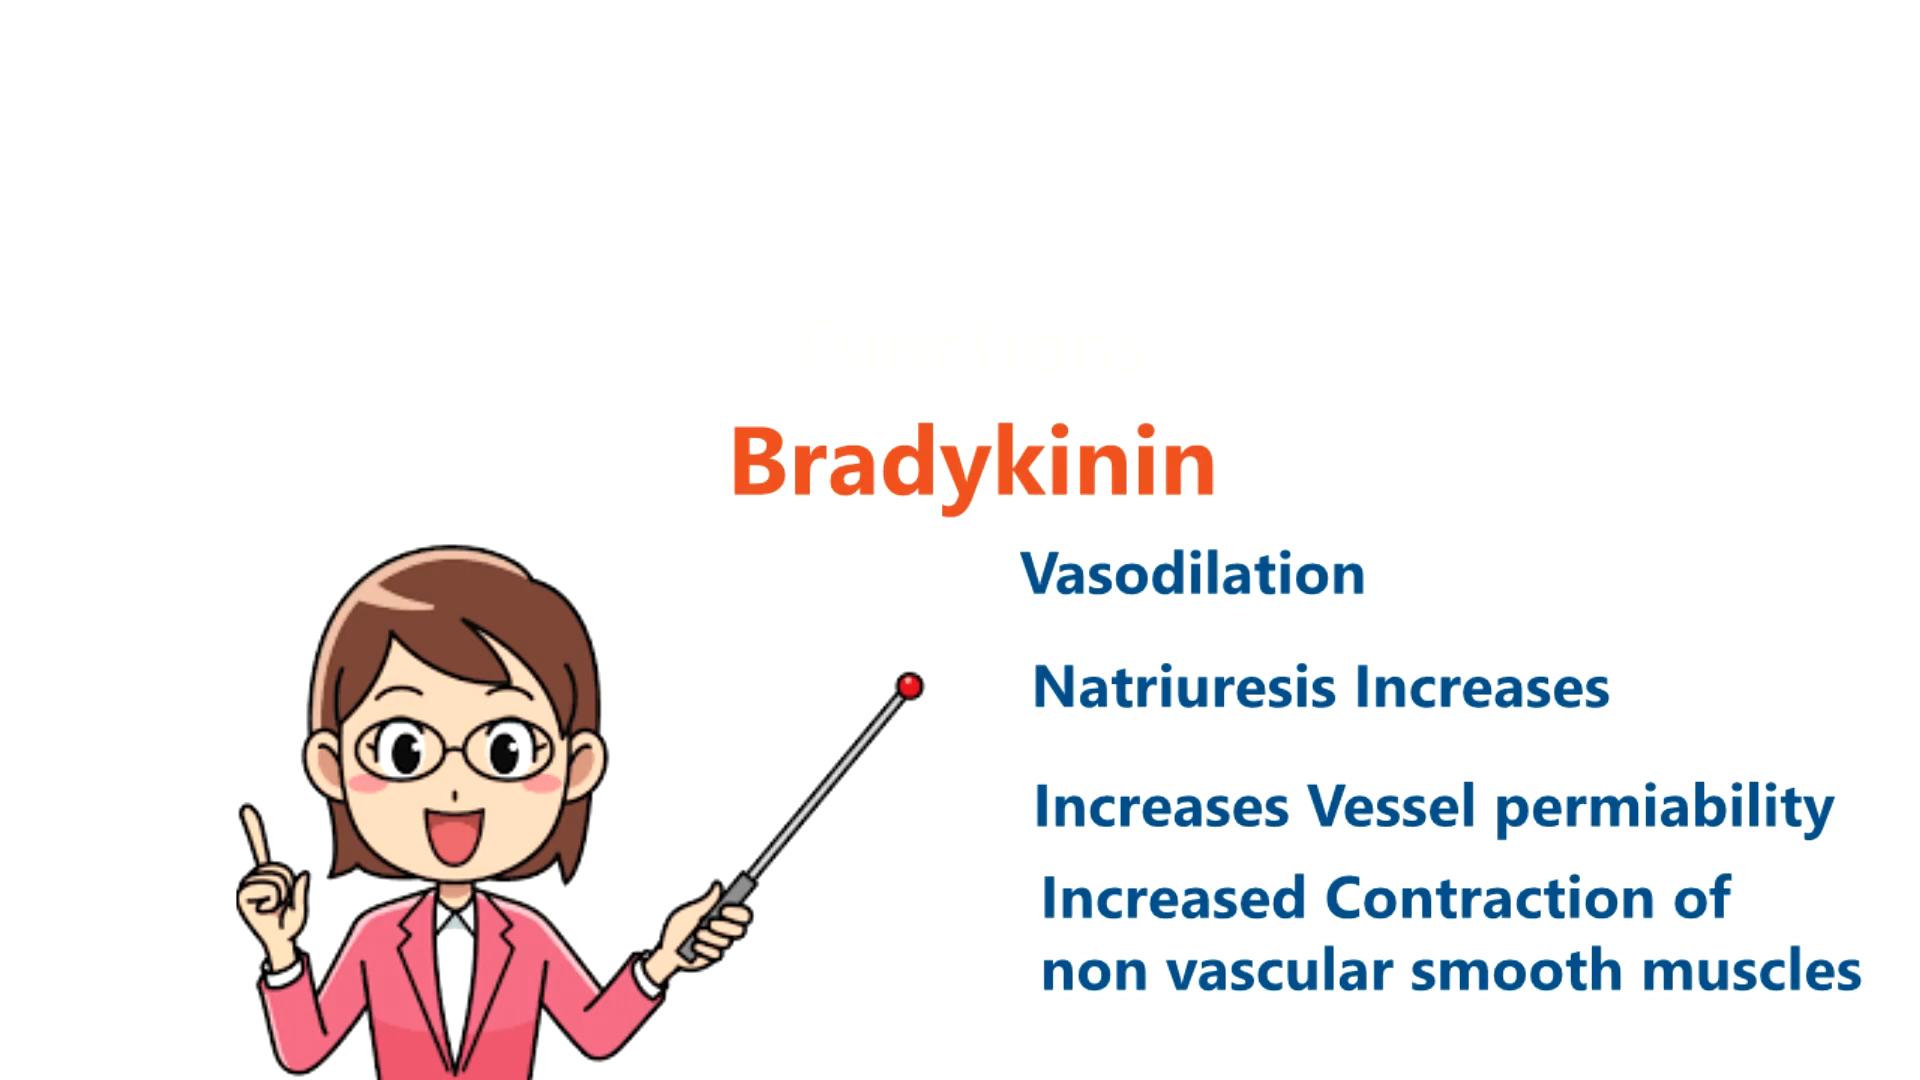 Bradykinin
Vasodilation
Natriuresis Increases
Increases Vessel permiability
Increased Contraction of
non vascular smooth muscles